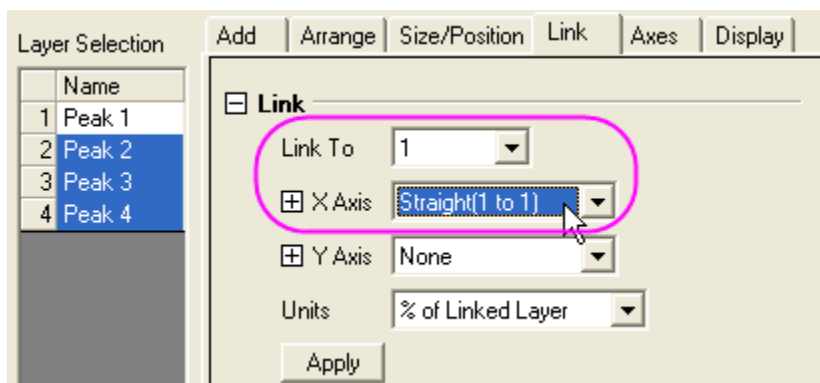 Layer Selection
Name
1 Peak 1
2 Peak 2
3 Peak 3
4 Peak 4
Add Arrange Size/Position Link Axes Display
Link
Link To 1
X Axis Straight(1 to 1)
Y Axis None
Units % of Linked Layer
Apply